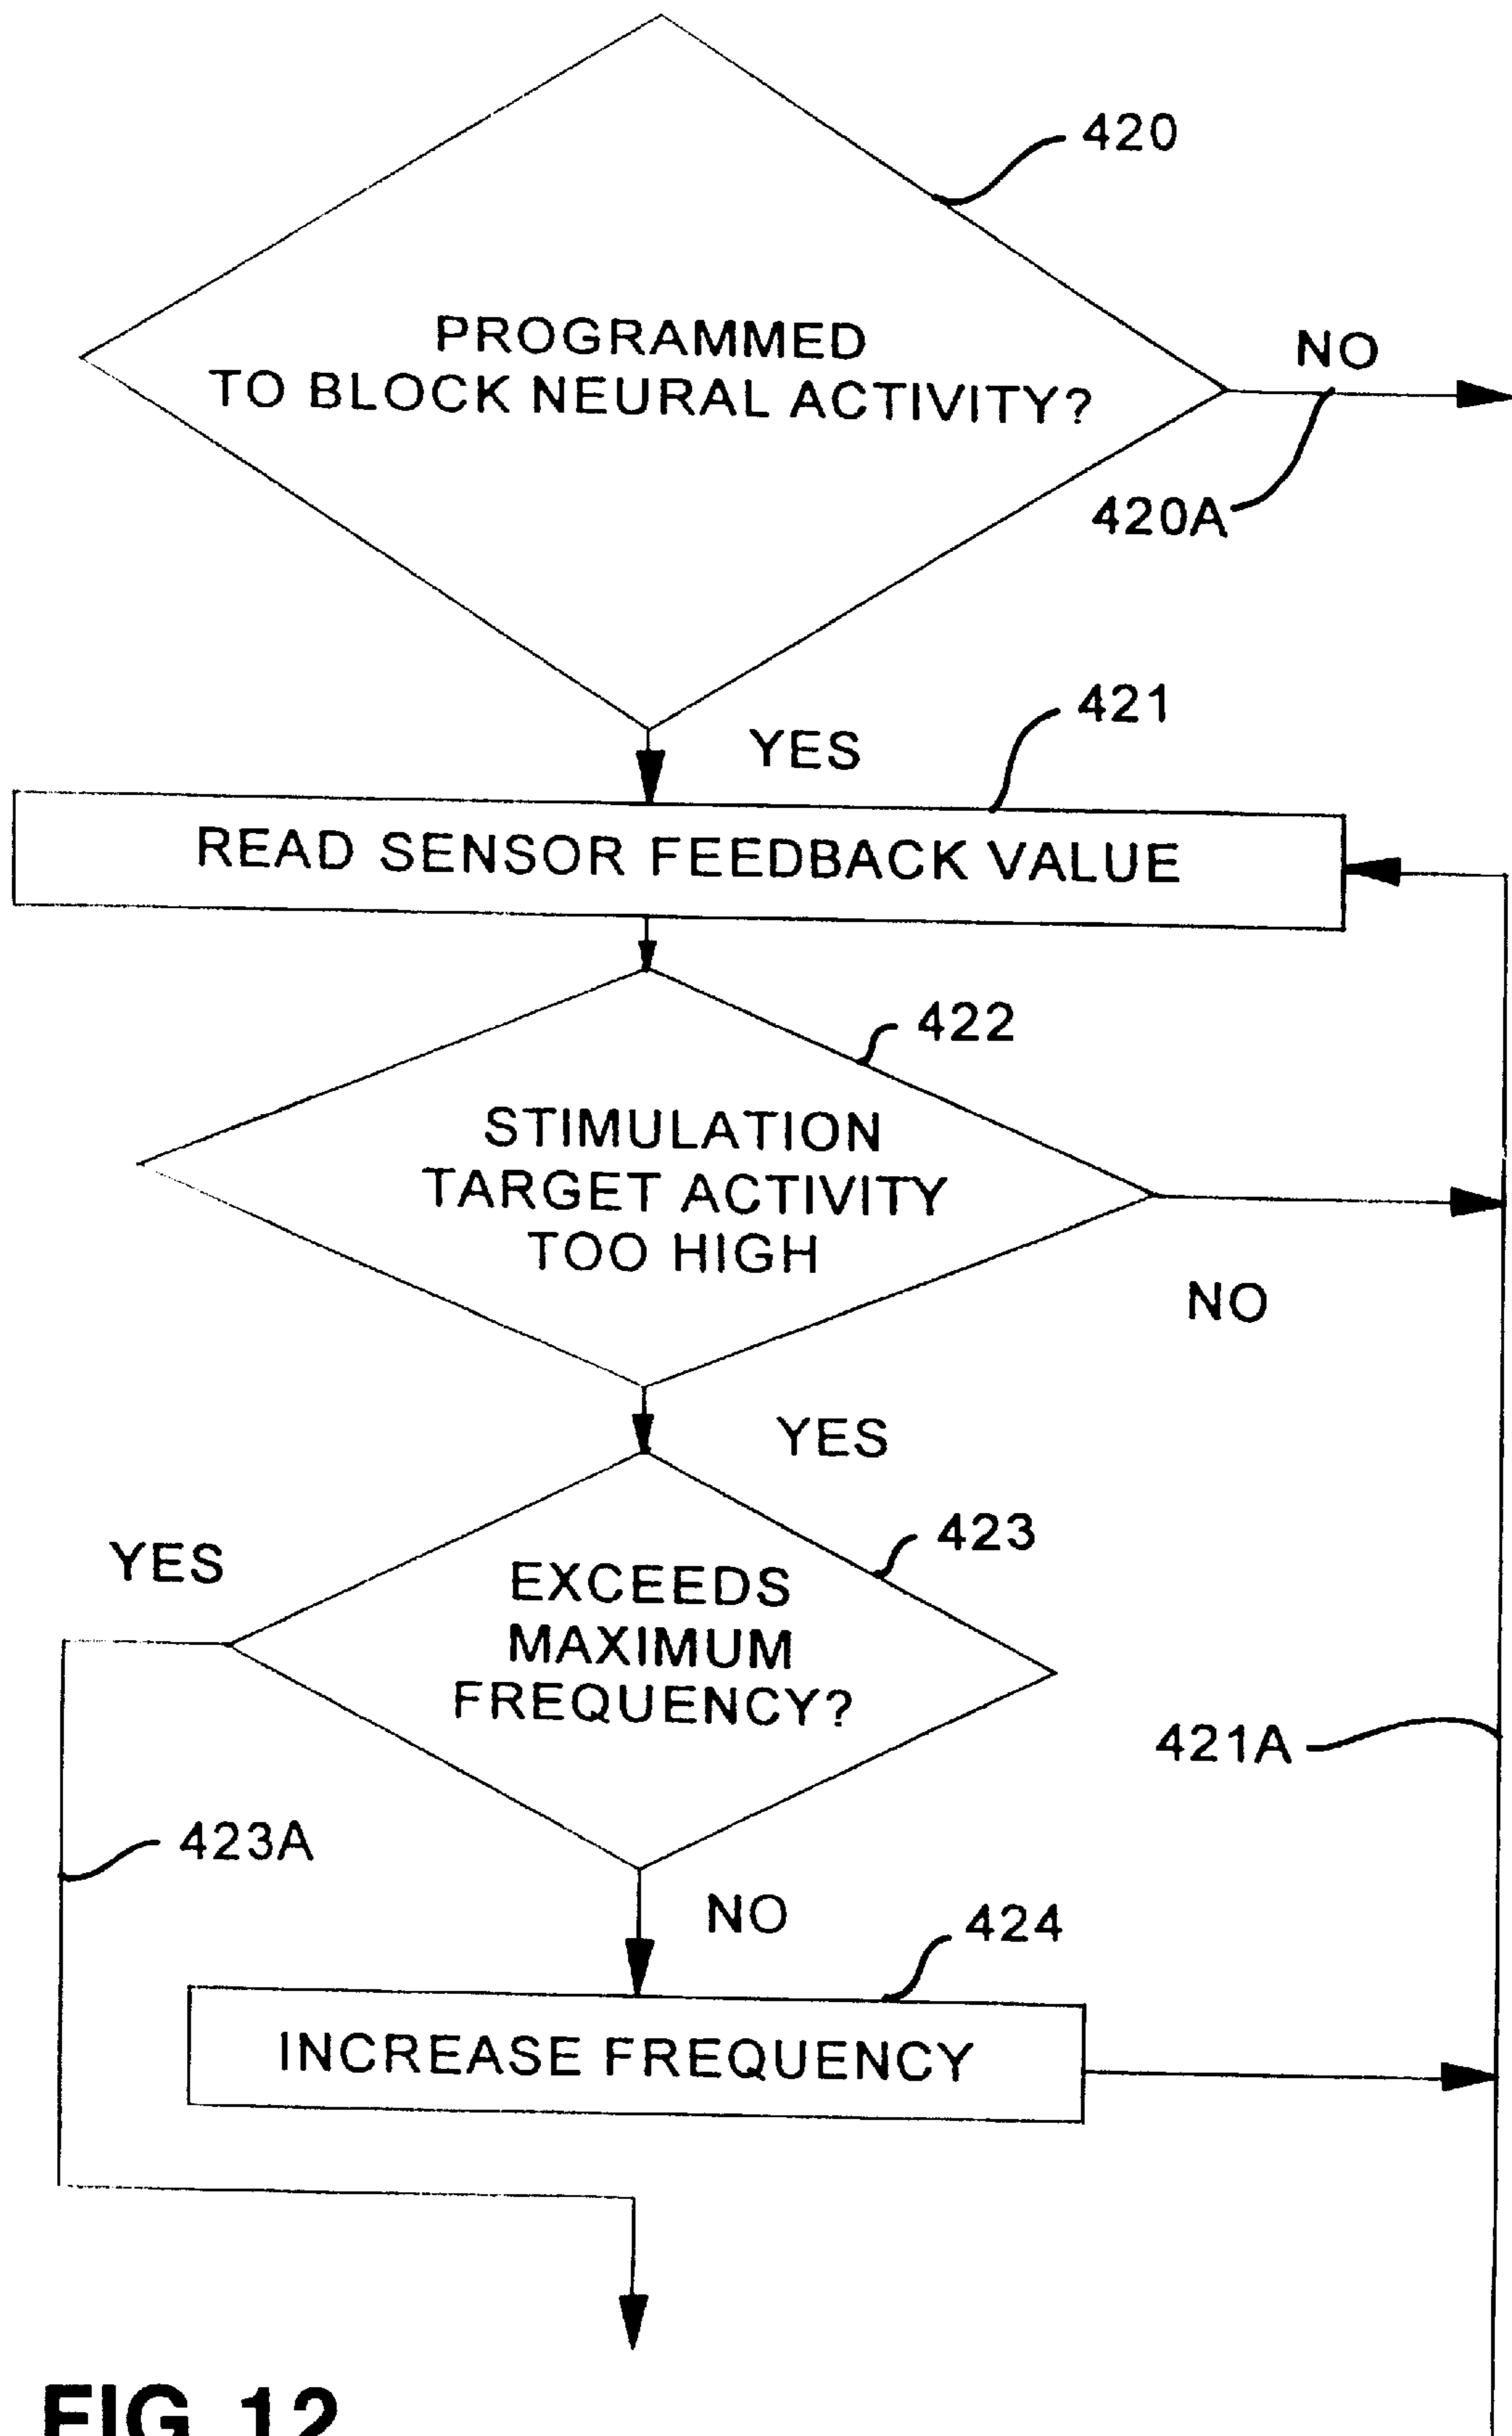 420
PROGRAMMED
TO BLOCK NEURAL ACTIVITY?
NO
420A
421
YES
READ SENSOR FEEDBACK VALUE
422
STIMULATION
TARGET ACTIVITY
TOO HIGH
NO
YES
423
YES
EXCEEDS
MAXIMUM
FREQUENCY?
421A
423A
NO
424
INCREASE FREQUENCY
FIG. 12